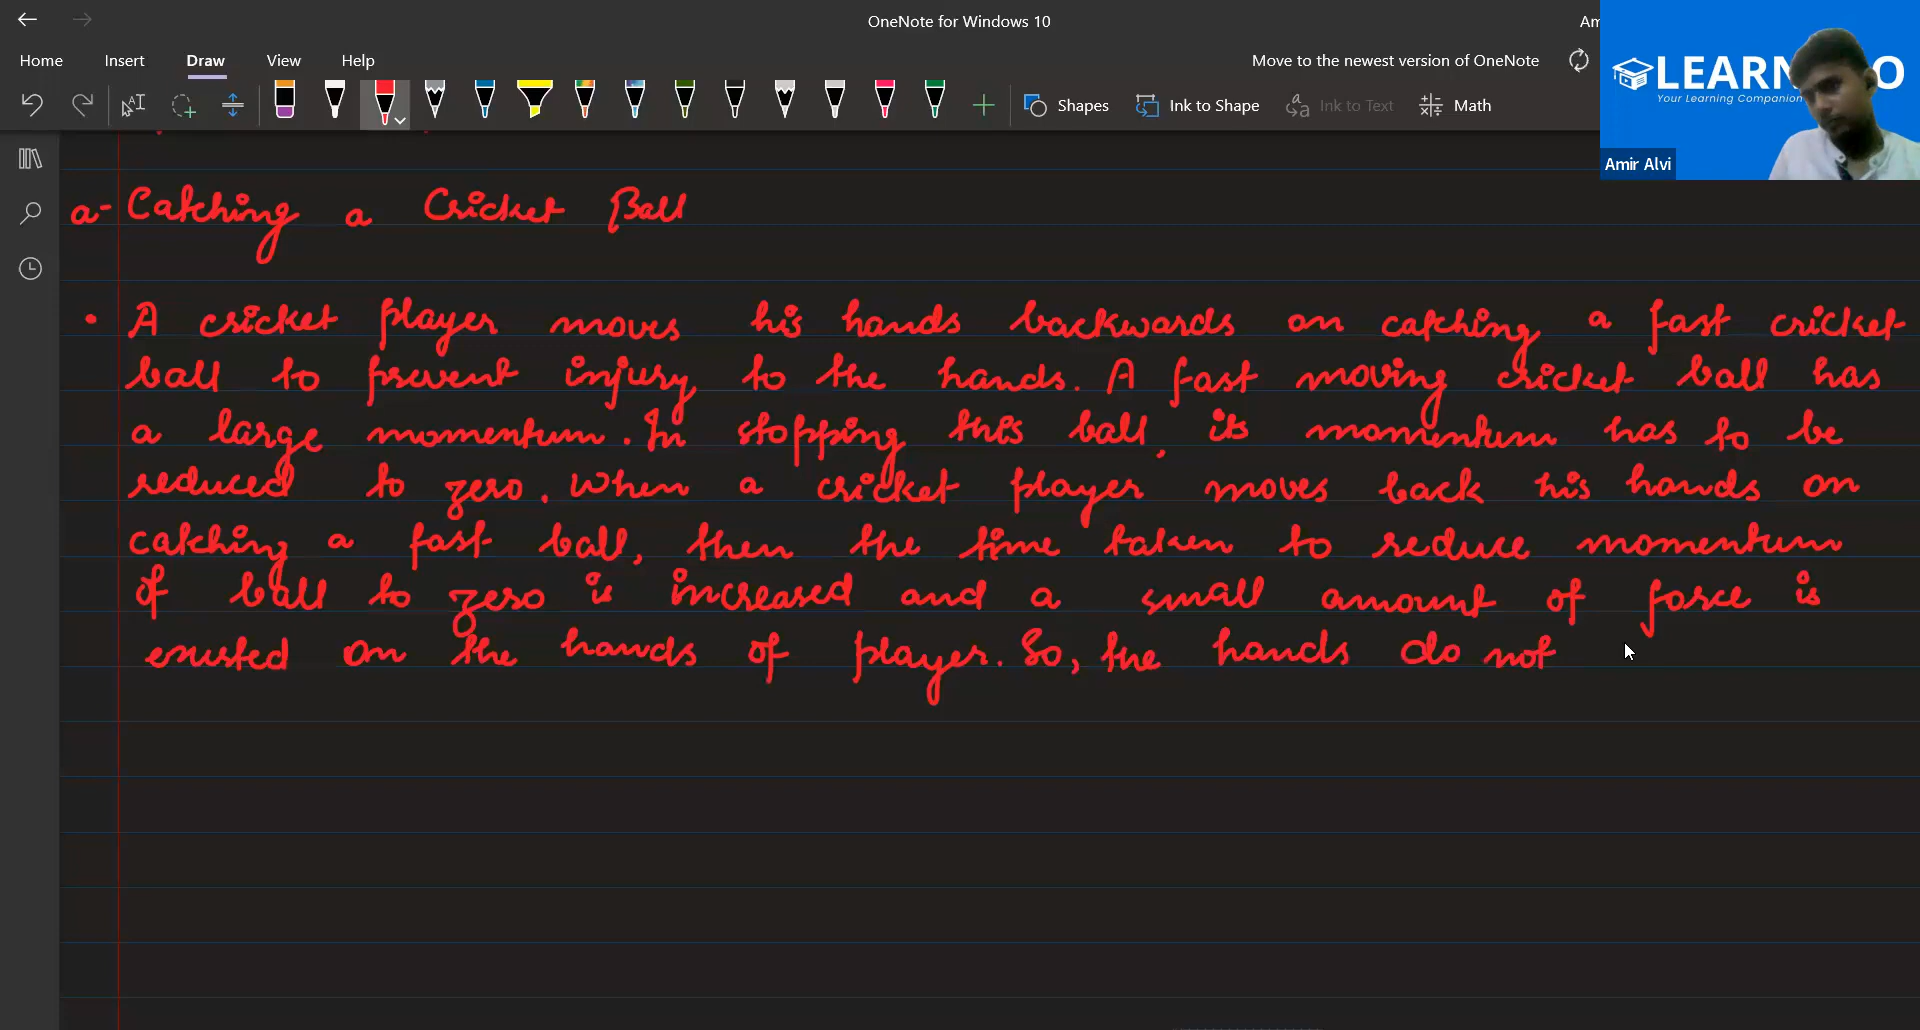 OneNote for Windows 10
Am
Home Insert Draw View Help
Move to the newest version of OneNote
LEARN O
Your Learning Companion
Shapes Ink to Shape Ink to Text Math
Amir Alvi
a- Catching a Cricket Ball
• A cricket player moves his hands backwards on catching a fast cricket
ball to prevent injury to the hands. A fast moving cricket ball has
a large momentum. In stopping this ball, its momentum has to be
reduced to zero. When a cricket player moves back his hands on
catching a fast ball, then the time taken to reduce momentum
of ball to zero is increased and a small amount of force is
exerted on the hands of player. So, the hands do not